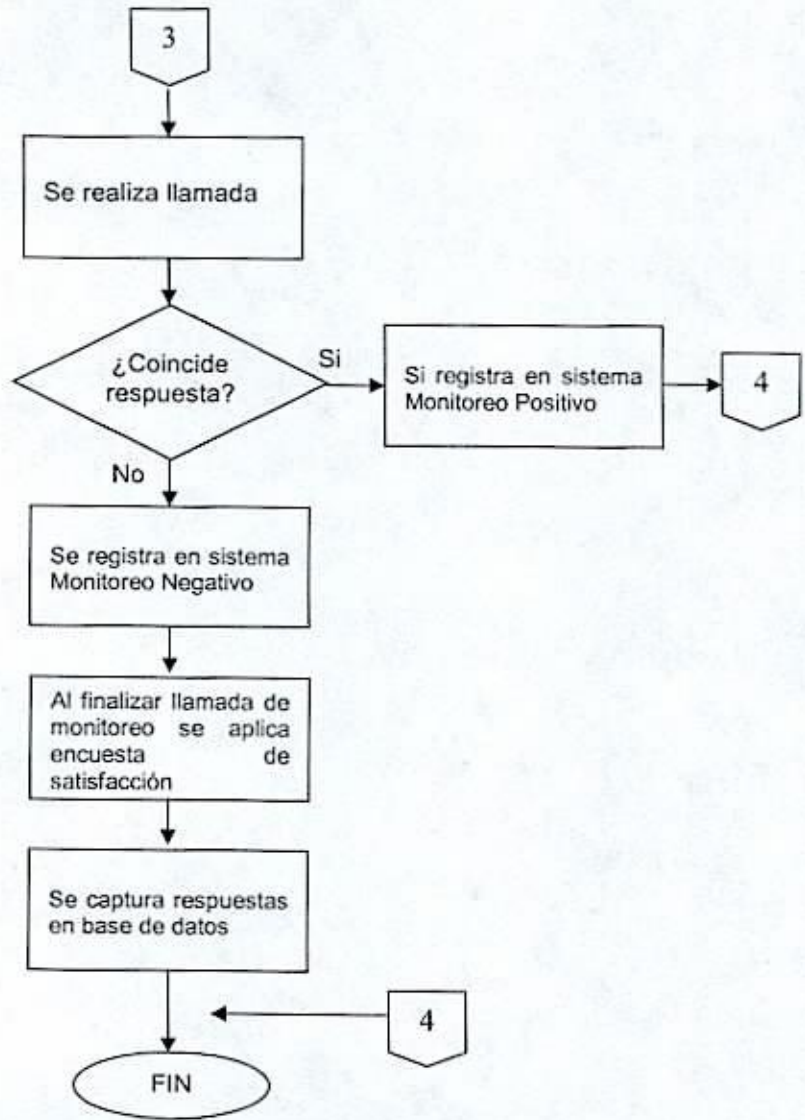 3
Se realiza llamada
¿Coincide
respuesta?
Si
Si registra en sistema
Monitoreo Positivo
4
No
Se registra en sistema
Monitoreo Negativo
Al finalizar llamada de
monitoreo se aplica
encuesta de
satisfacción
Se captura respuestas
en base de datos
4
FIN